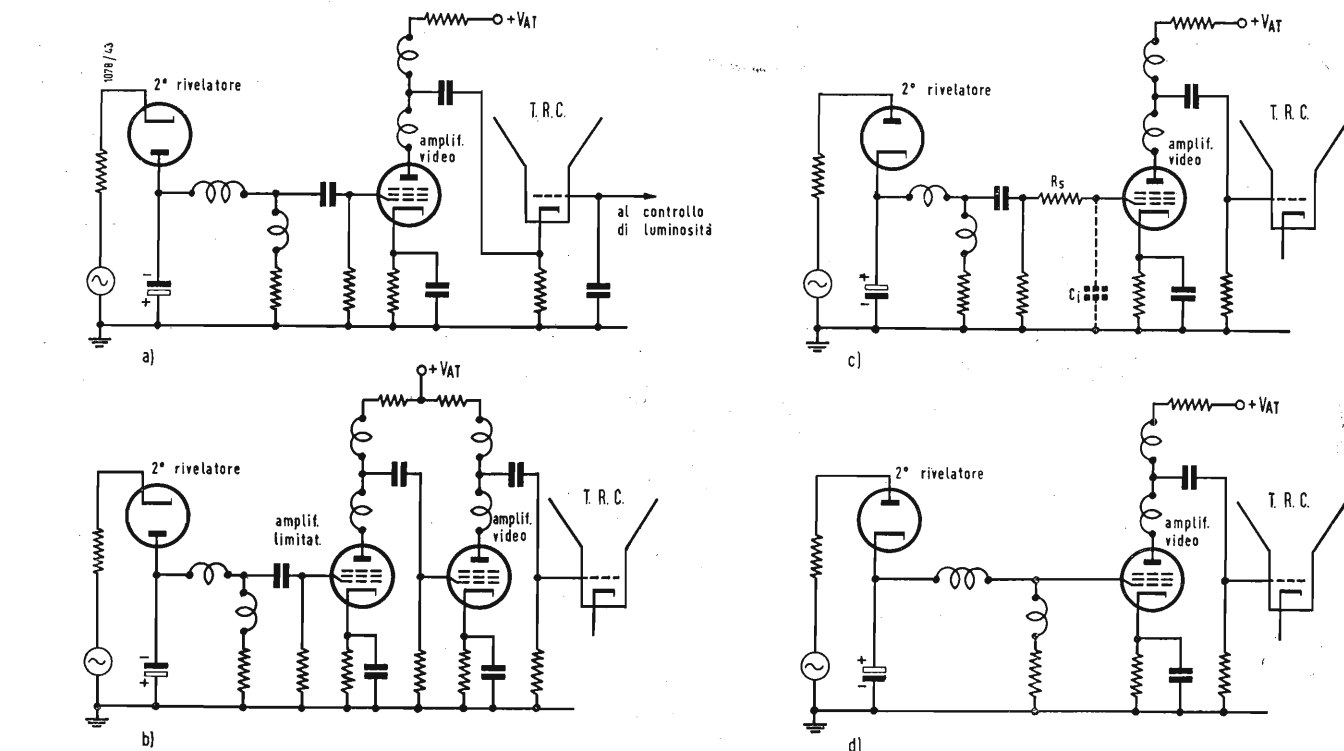 1078/43
+VAT
2° rivelatore
T. R. C.
amplif.
video
al controllo
di luminosità
-
+
a)
+VAT
2° rivelatore
T. R. C.
amplif.
video
Rs
Ci
+
-
c)
+VAT
2° rivelatore
amplif.
limitat.
amplif.
video
T. R. C.
-
+
b)
+VAT
2° rivelatore
T. R. C.
amplif.
video
+
-
d)